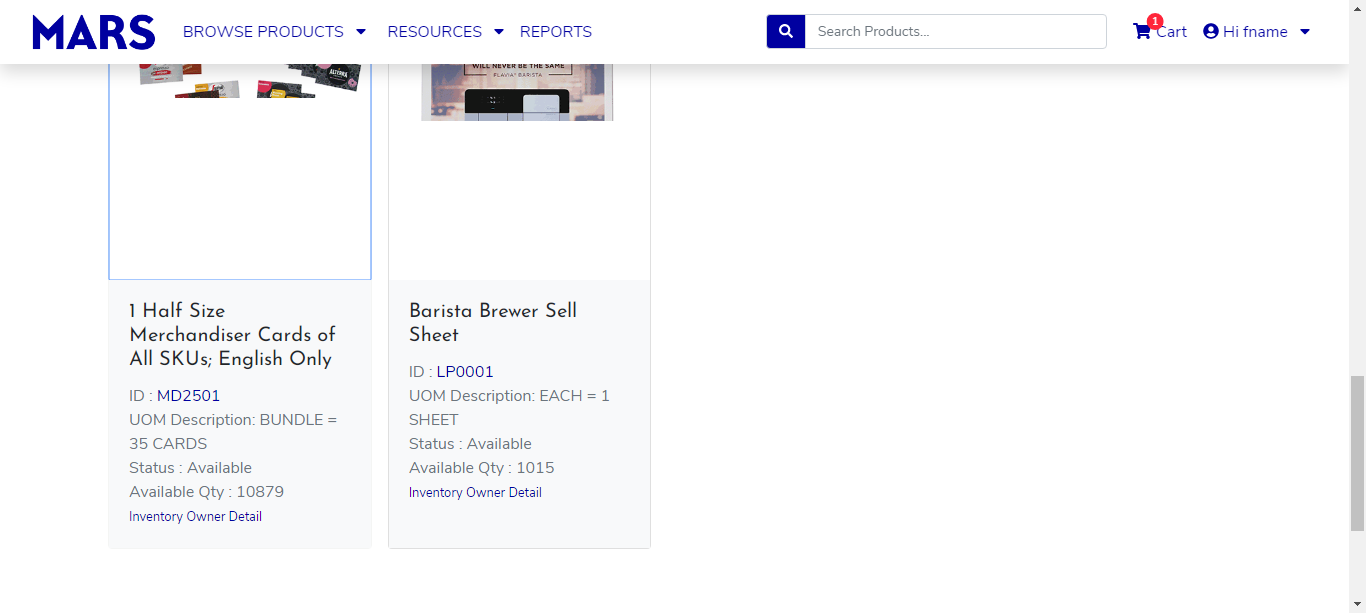 MARS BROWSE PRODUCTS RESOURCES REPORTS Search Products... 1 Cart Hi fname
ALTERRA
WILL NEVER BE THE SAME
FLAVIA® BARISTA
1 Half Size
Merchandiser Cards of
All SKUs; English Only
ID : MD2501
UOM Description: BUNDLE =
35 CARDS
Status : Available
Available Qty : 10879
Inventory Owner Detail
Barista Brewer Sell
Sheet
ID : LP0001
UOM Description: EACH = 1
SHEET
Status : Available
Available Qty : 1015
Inventory Owner Detail